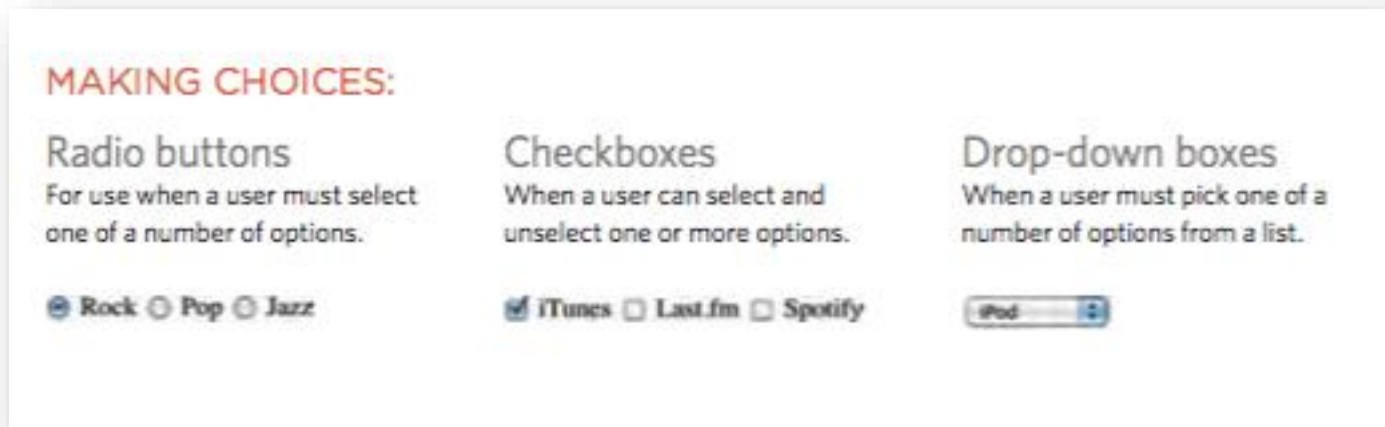 MAKING CHOICES:
Radio buttons
For use when a user must select
one of a number of options.
Rock Pop Jazz
Checkboxes
When a user can select and
unselect one or more options.
iTunes Last.fm Spotify
Drop-down boxes
When a user must pick one of a
number of options from a list.
iPod